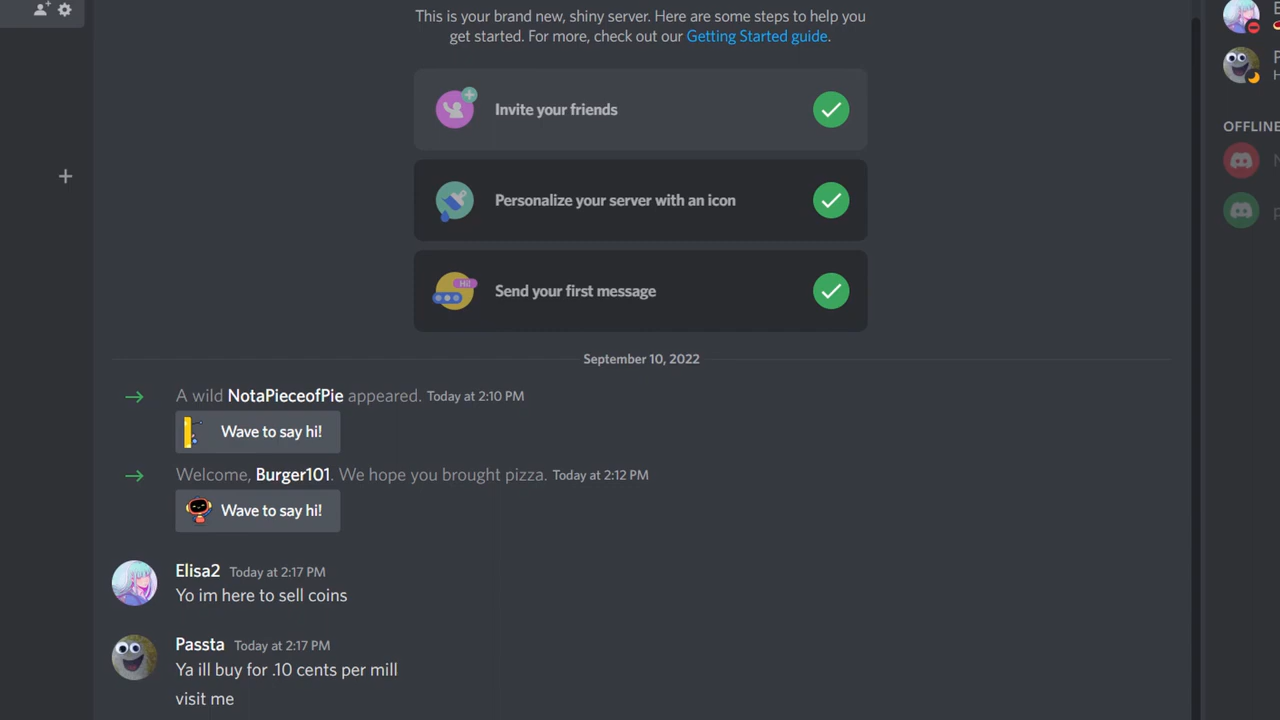 This is your brand new, shiny server. Here are some steps to help you
get started. For more, check out our Getting Started guide.
Invite your friends
Personalize your server with an icon
Hi!
Send your first message
OFFLINE
September 10, 2022
A wild NotaPieceofPie appeared. Today at 2:10 PM
Wave to say hi!
Welcome, Burger101. We hope you brought pizza. Today at 2:12 PM
Wave to say hi!
Elisa2 Today at 2:17 PM
Yo im here to sell coins
Passta Today at 2:17 PM
Ya ill buy for .10 cents per mill
visit me